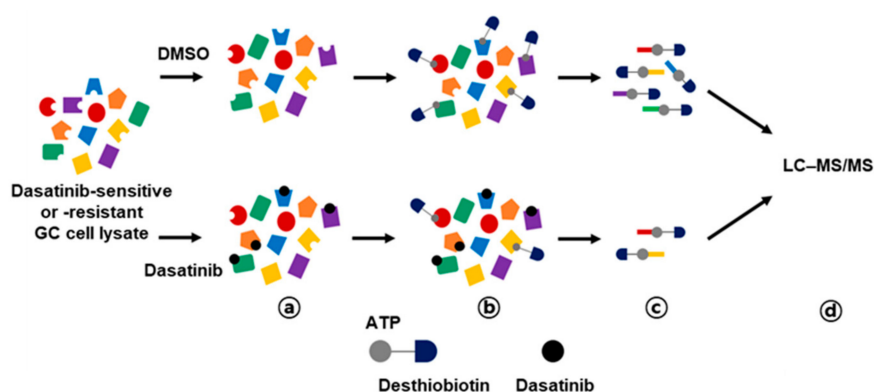 DMSO
Dasatinib-sensitive
or -resistant
GC cell lysate
Dasatinib
LC–MS/MS
ⓐ
ⓑ
ⓒ
ⓓ
ATP
Desthiobiotin
Dasatinib